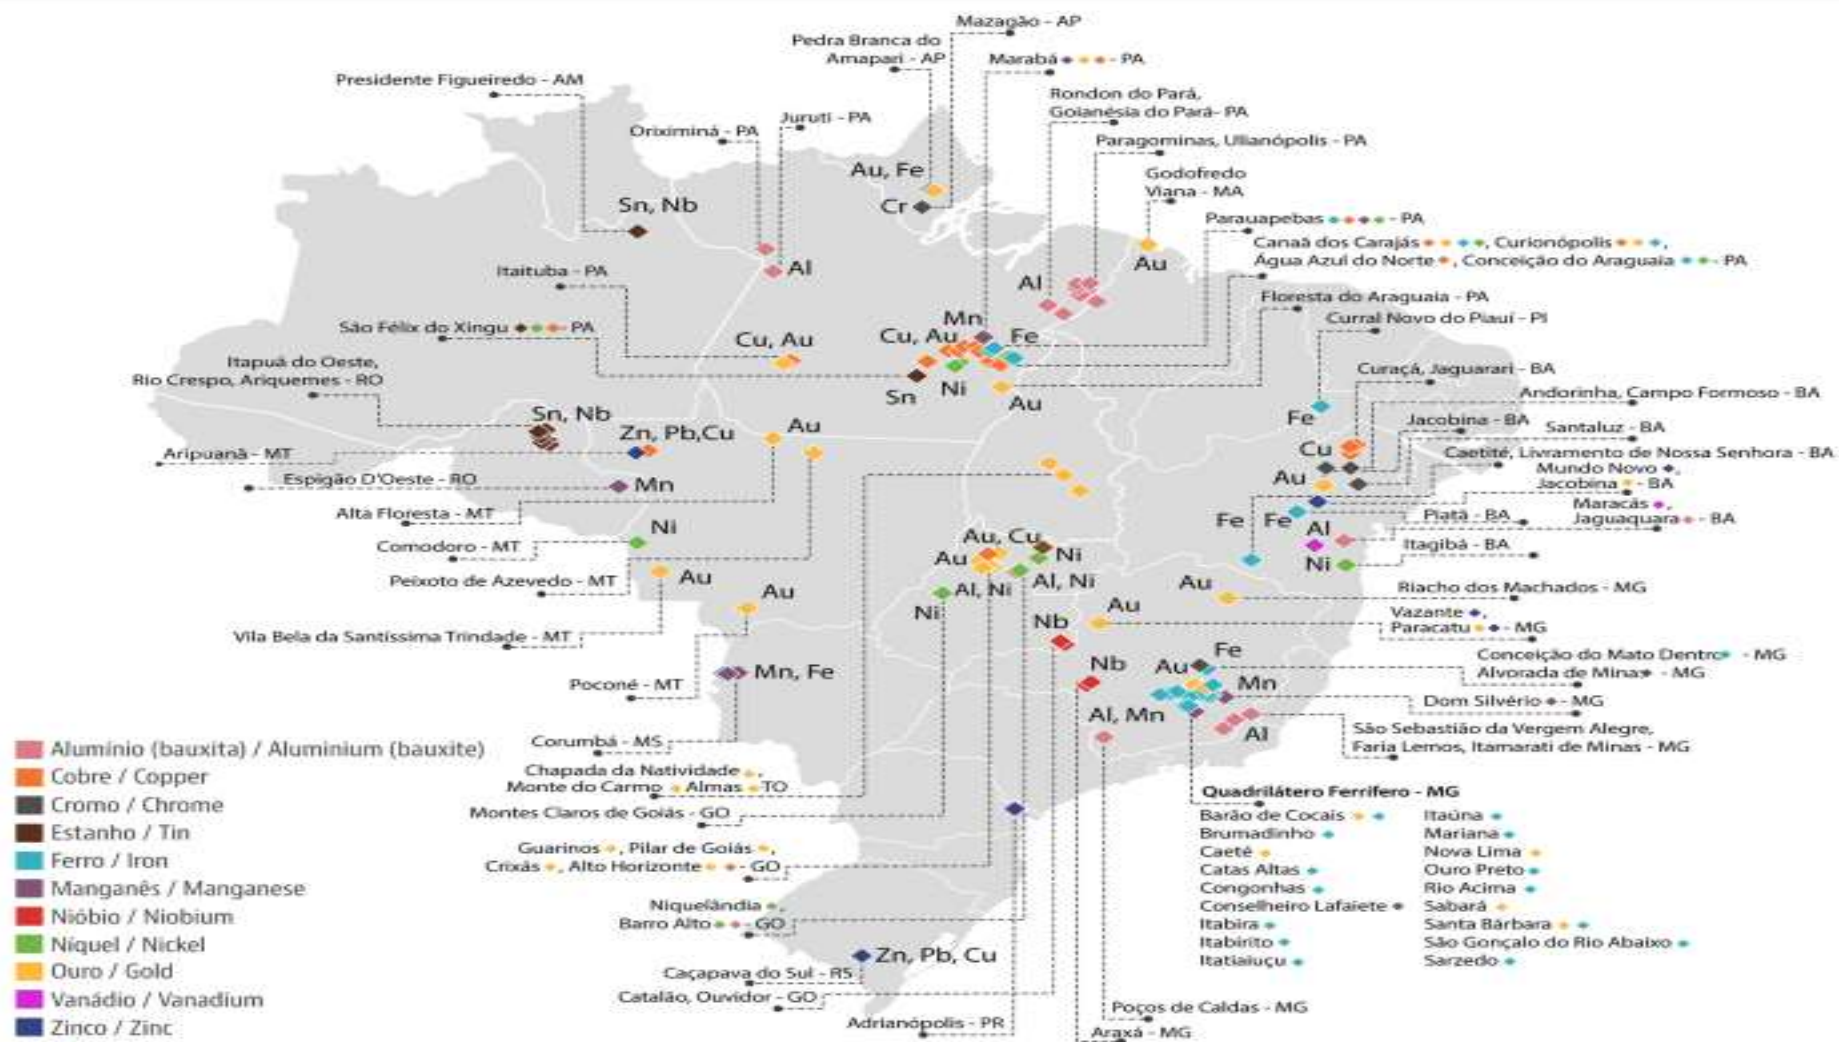 Mazagão - AP
Pedra Branca do
Amapari - AP
Marabá - PA
Presidente Figueiredo - AM
Rondon do Pará,
Goianésia do Pará- PA
Juruti - PA
Oriximiná - PA
Paragominas, Ulianópolis - PA
Au, Fe
Godofredo
Viana - MA
Sn, Nb
Cr
Parauapebas - PA
Canaã dos Carajás , Curionópolis ,
Água Azul do Norte , Conceição do Araguaia - PA
Au
Itaituba - PA
Al
Al
Floresta do Araguaia - PA
Curral Novo do Piauí - PI
Mn
São Félix do Xingu - PA
Cu, Au
Cu, Au
Fe
Itapuã do Oeste,
Rio Crespo, Ariquemes - RO
Curaçá, Jaguarari - BA
Sn
Ni
Au
Andorinha, Campo Formoso - BA
Sn, Nb
Fe
Jacobina - BA
Santaluz - BA
Zn, Pb,Cu
Au
Aripuanã - MT
Cu
Caetité, Livramento de Nossa Senhora - BA
Mundo Novo ,
Jacobina - BA
Espigão D'Oeste - RO
Mn
Au
Maracás ,
Jaguaquara - BA
Alta Floresta - MT
Fe
Fe
Piatã - BA
Ni
Al
Comodoro - MT
Au, Cu
Itagibá - BA
Au
Ni
Ni
Peixoto de Azevedo - MT
Au
Al, Ni
Al, Ni
Au
Riacho dos Machados - MG
Au
Ni
Au
Vazante ,
Paracatu - MG
Vila Bela da Santíssima Trindade - MT
Nb
Fe
Conceição do Mato Dentro - MG
Alvorada de Minas - MG
Nb
Au
Mn, Fe
Mn
Poconé - MT
Dom Silvério - MG
Al, Mn
Al
São Sebastião da Vergem Alegre,
Faria Lemos, Itamarati de Minas - MG
Corumbá - MS
Chapada da Natividade ,
Monte do Carmo Almas - TO
Montes Claros de Goiás - GO
Guarinos , Pilar de Goiás ,
Crixás , Alto Horizonte - GO
Niquelândia ,
Barro Alto - GO
Zn, Pb, Cu
Caçapava do Sul - RS
Catalão, Ouvidor - GO
Adrianópolis - PR
Poços de Caldas - MG
Araxá - MG
Quadrilátero Ferrífero - MG
Barão de Cocais
Brumadinho
Caeté
Catas Altas
Congonhas
Conselheiro Lafaiete
Itabira
Itabirito
Itatiaiuçu
Itaúna
Mariana
Nova Lima
Ouro Preto
Rio Acima
Sabará
Santa Bárbara
São Gonçalo do Rio Abaixo
Sarzedo
Alumínio (bauxita) / Aluminium (bauxite)
Cobre / Copper
Cromo / Chrome
Estanho / Tin
Ferro / Iron
Manganês / Manganese
Nióbio / Niobium
Níquel / Nickel
Ouro / Gold
Vanádio / Vanadium
Zinco / Zinc